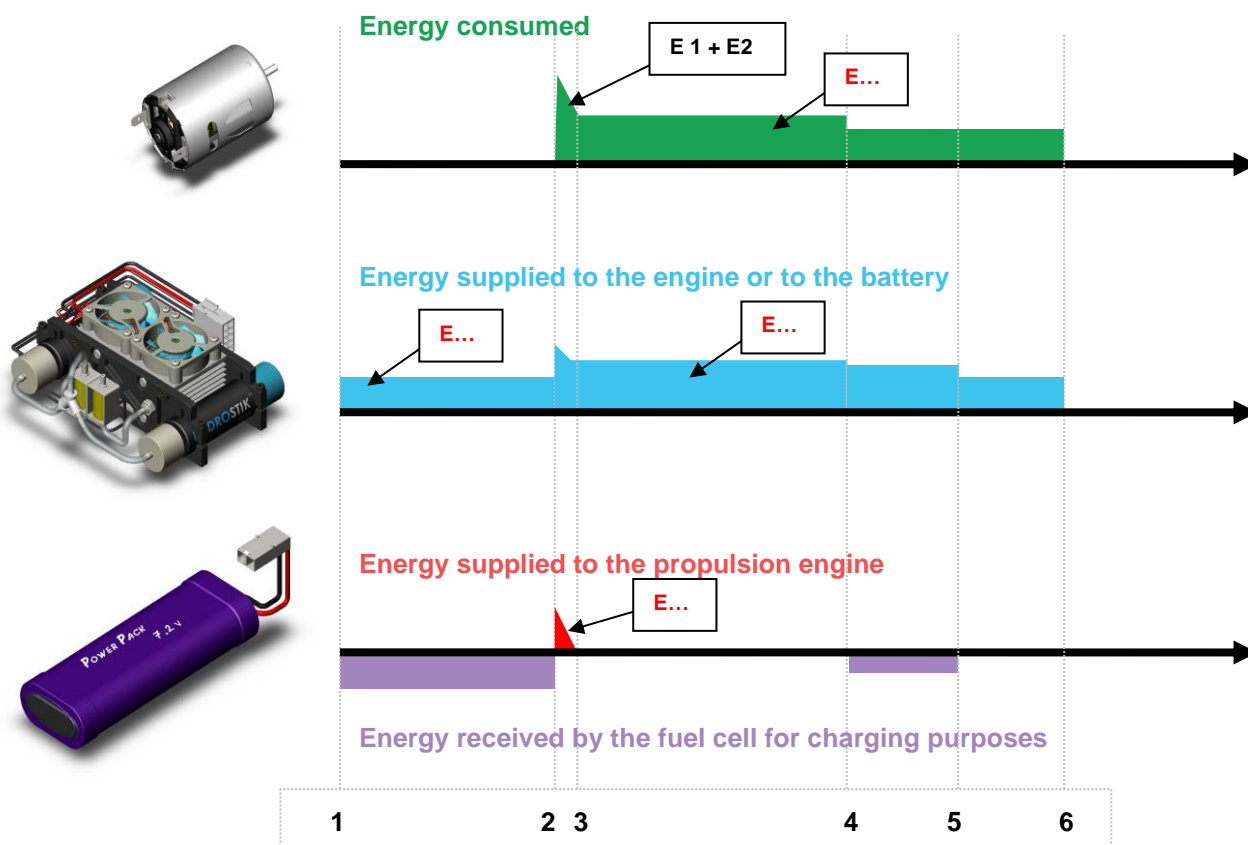 Energy consumed
E 1 + E2
E…
Energy supplied to the engine or to the battery
E…
E…
DROSTIK
Energy supplied to the propulsion engine
E…
POWER PACK
7.2V
Energy received by the fuel cell for charging purposes
1 2 3 4 5 6